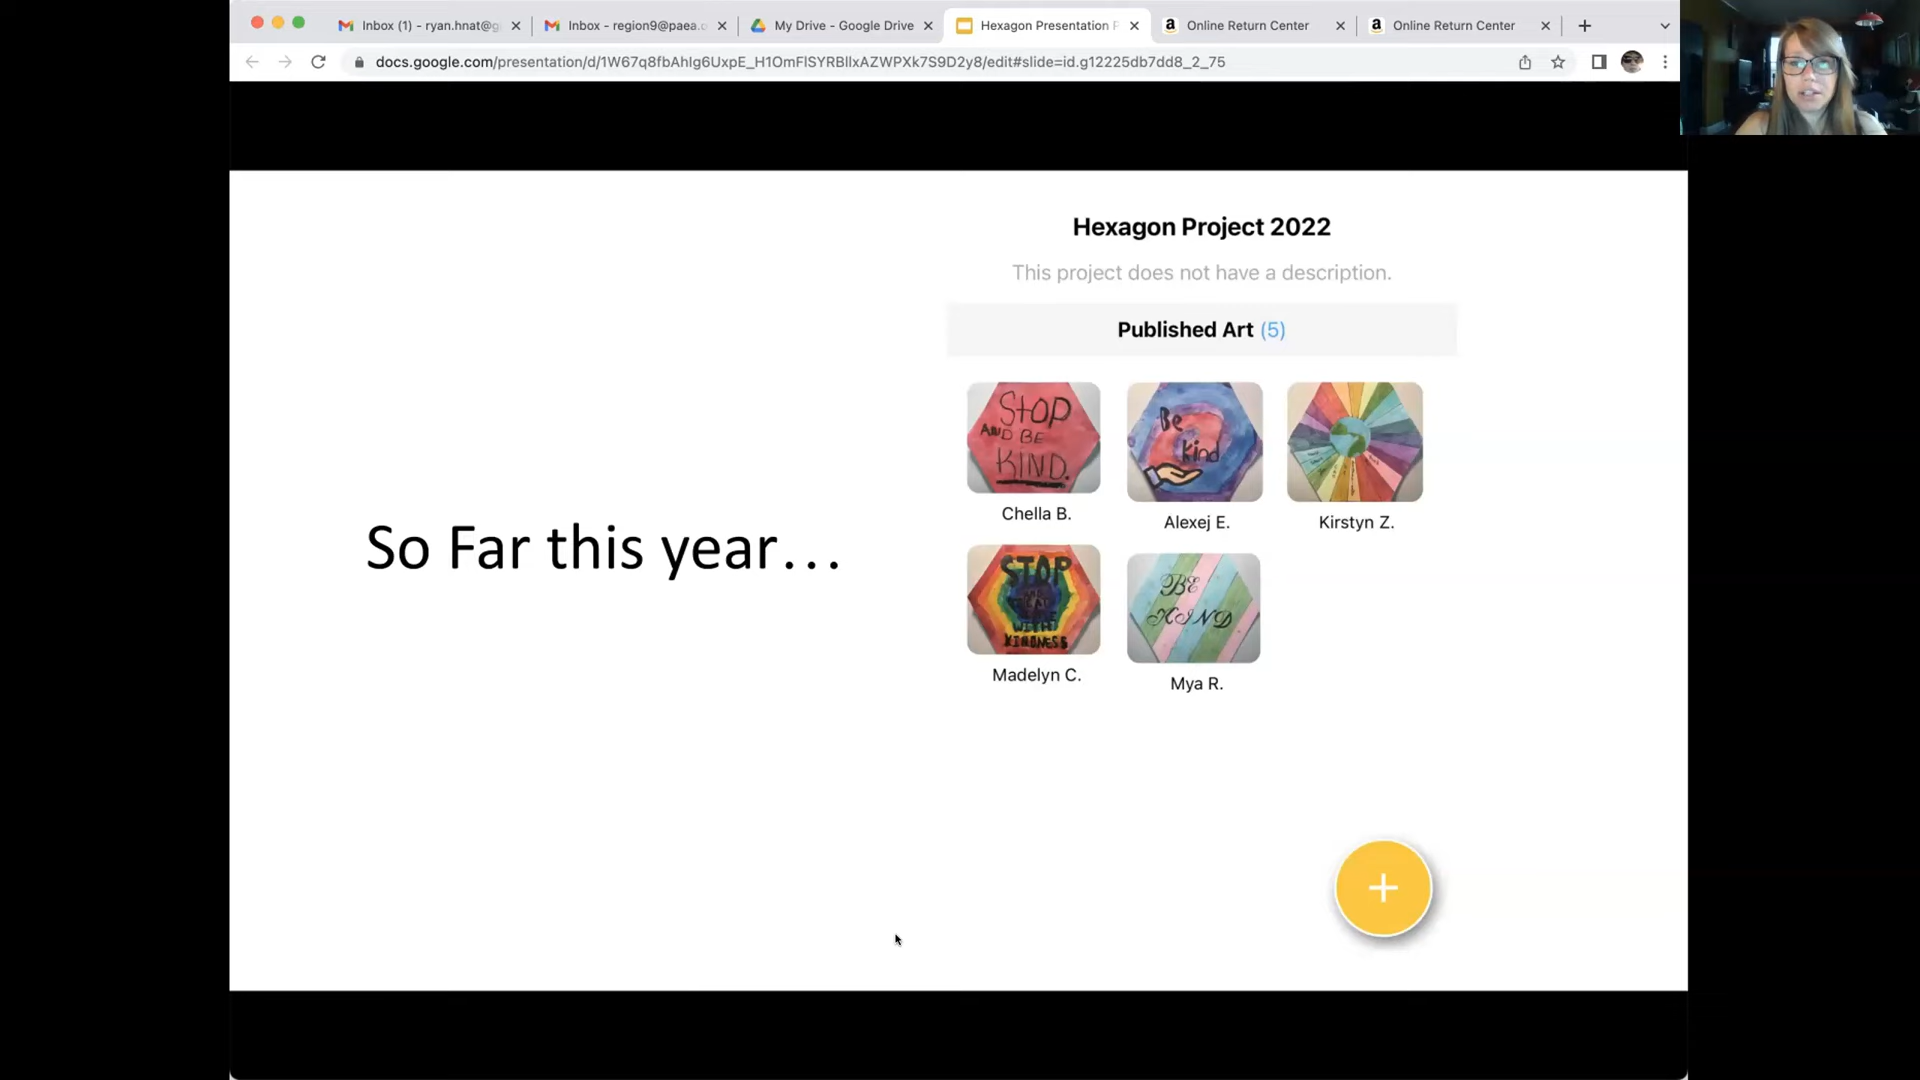 Inbox (1) - ryan.hnat@g
Inbox - region9@paea.o
My Drive - Google Drive
Hexagon Presentation P
Online Return Center
Online Return Center
docs.google.com/presentation/d/1W67q8fbAhIg6UxpE_H1OmFlSYRBllxAZWPXk7S9D2y8/edit#slide=id.g12225db7dd8_2_75
So Far this year...
Hexagon Project 2022
This project does not have a description.
Published Art (5)
STOP
AND BE
KIND.
Chella B.
Be
kind
Alexej E.
Kirstyn Z.
STOP
WITH
KINDNESS
Madelyn C.
BE
KIND
Mya R.